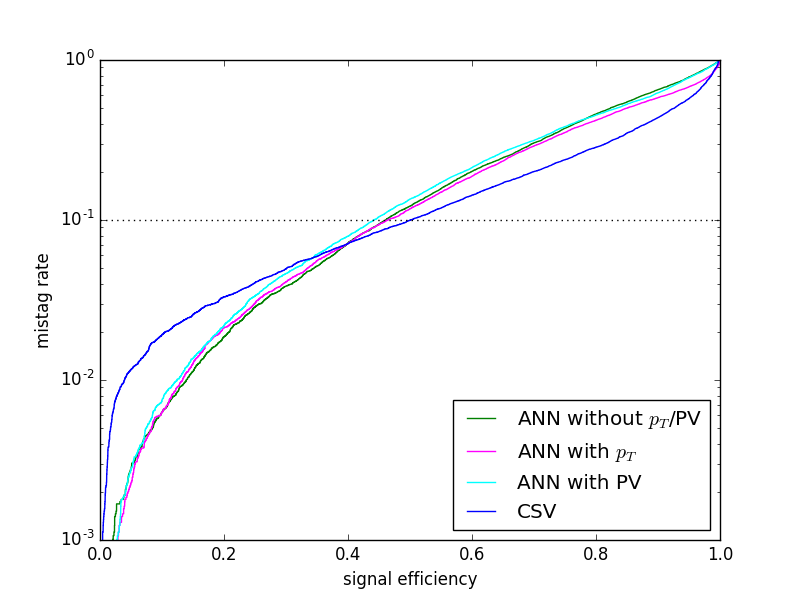 10^0
10^-1
10^-2
10^-3
mistag rate
0.0 0.2 0.4 0.6 0.8 1.0
signal efficiency
ANN without p_T/PV
ANN with p_T
ANN with PV
CSV